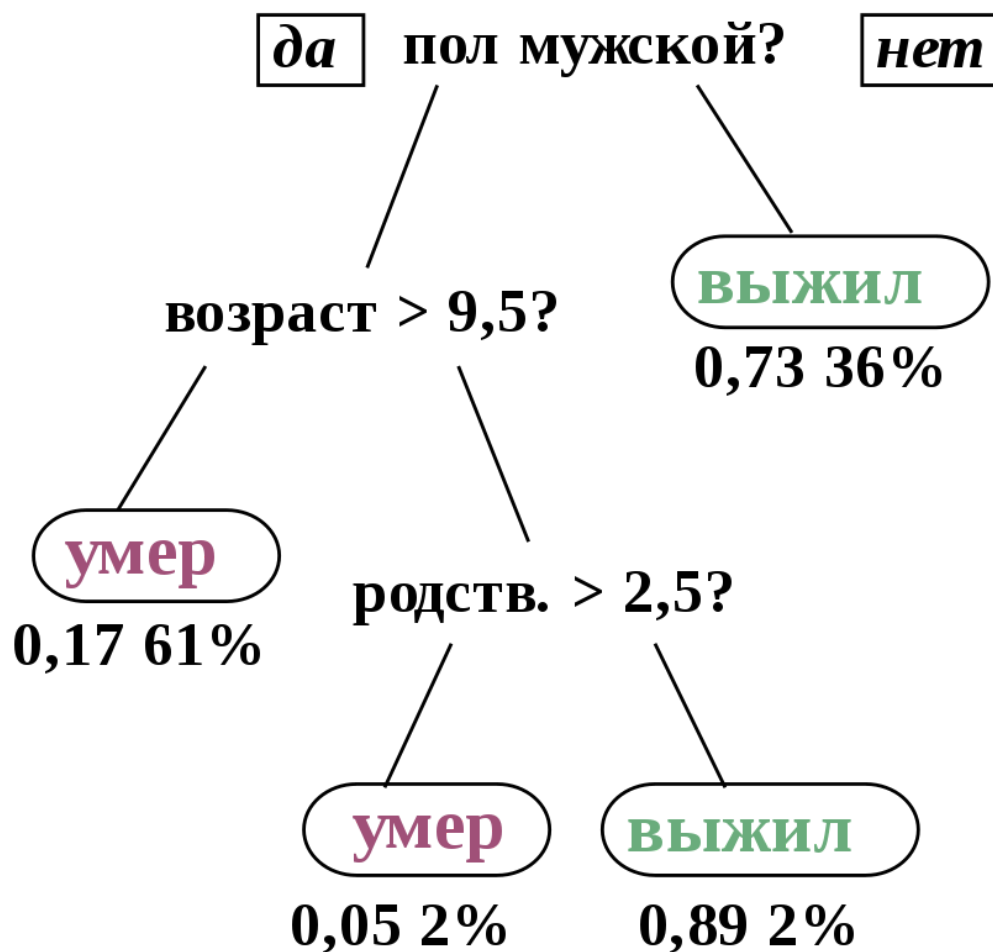 да пол мужской? нет
выжил
0,73 36%
возраст > 9,5?
умер
0,17 61%
родств. > 2,5?
умер выжил
0,05 2% 0,89 2%